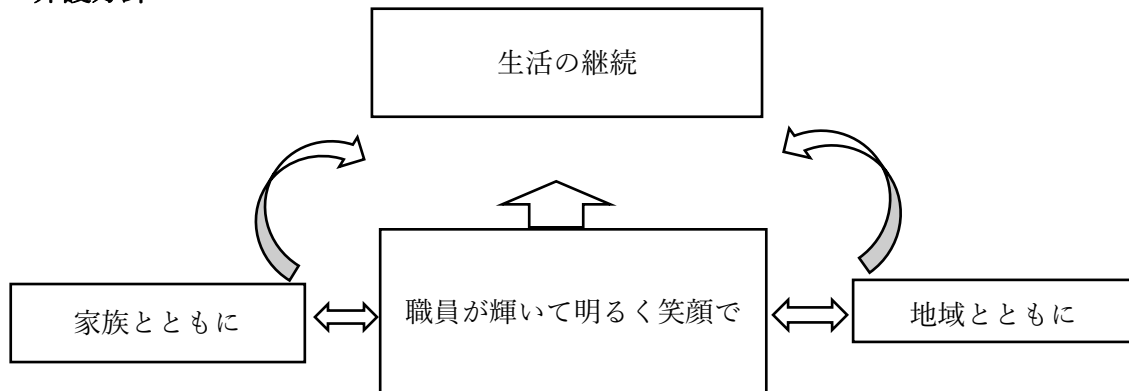 生活の継続
職員が輝いて明るく笑顔で
家族とともに
地域とともに